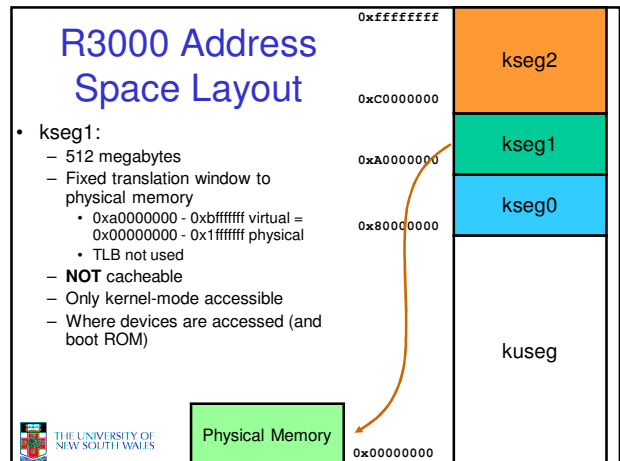 R3000 Address
Space Layout
• kseg1:
– 512 megabytes
– Fixed translation window to
physical memory
• 0xa0000000 - 0xbfffffff virtual =
0x00000000 - 0x1fffffff physical
• TLB not used
– NOT cacheable
– Only kernel-mode accessible
– Where devices are accessed (and
boot ROM)
THE UNIVERSITY OF
NEW SOUTH WALES
Physical Memory
0xffffffff
0xC0000000
0xA0000000
0x80000000
0x00000000
kseg2
kseg1
kseg0
kuseg